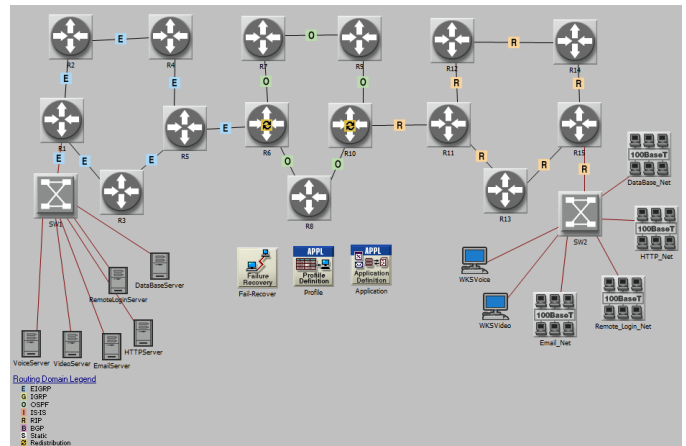 R2
E
R4
R7
O
R9
R12
R
R14
E
E
O
O
R
R
R1
E
R5
E
R6
O
R10
O
R
R11
R
R15
R
E
R3
E
R8
R13
R
SW1
SW2
100BaseT
DataBase_Net
100BaseT
HTTP_Net
100BaseT
Remote_Login_Net
100BaseT
Email_Net
WKSVoice
WKSVideo
DataBaseServer
RemoteLoginServer
HTTPServer
EmailServer
VideoServer
VoiceServer
Failure
Recovery
Fail-Recover
APPL
Profile
Definition
Profile
APPL
Application
Definition
Application
Routing Domain Legend
E EIGRP
G IGRP
O OSPF
I IS-IS
R RIP
B BGP
S Static
Redistribution